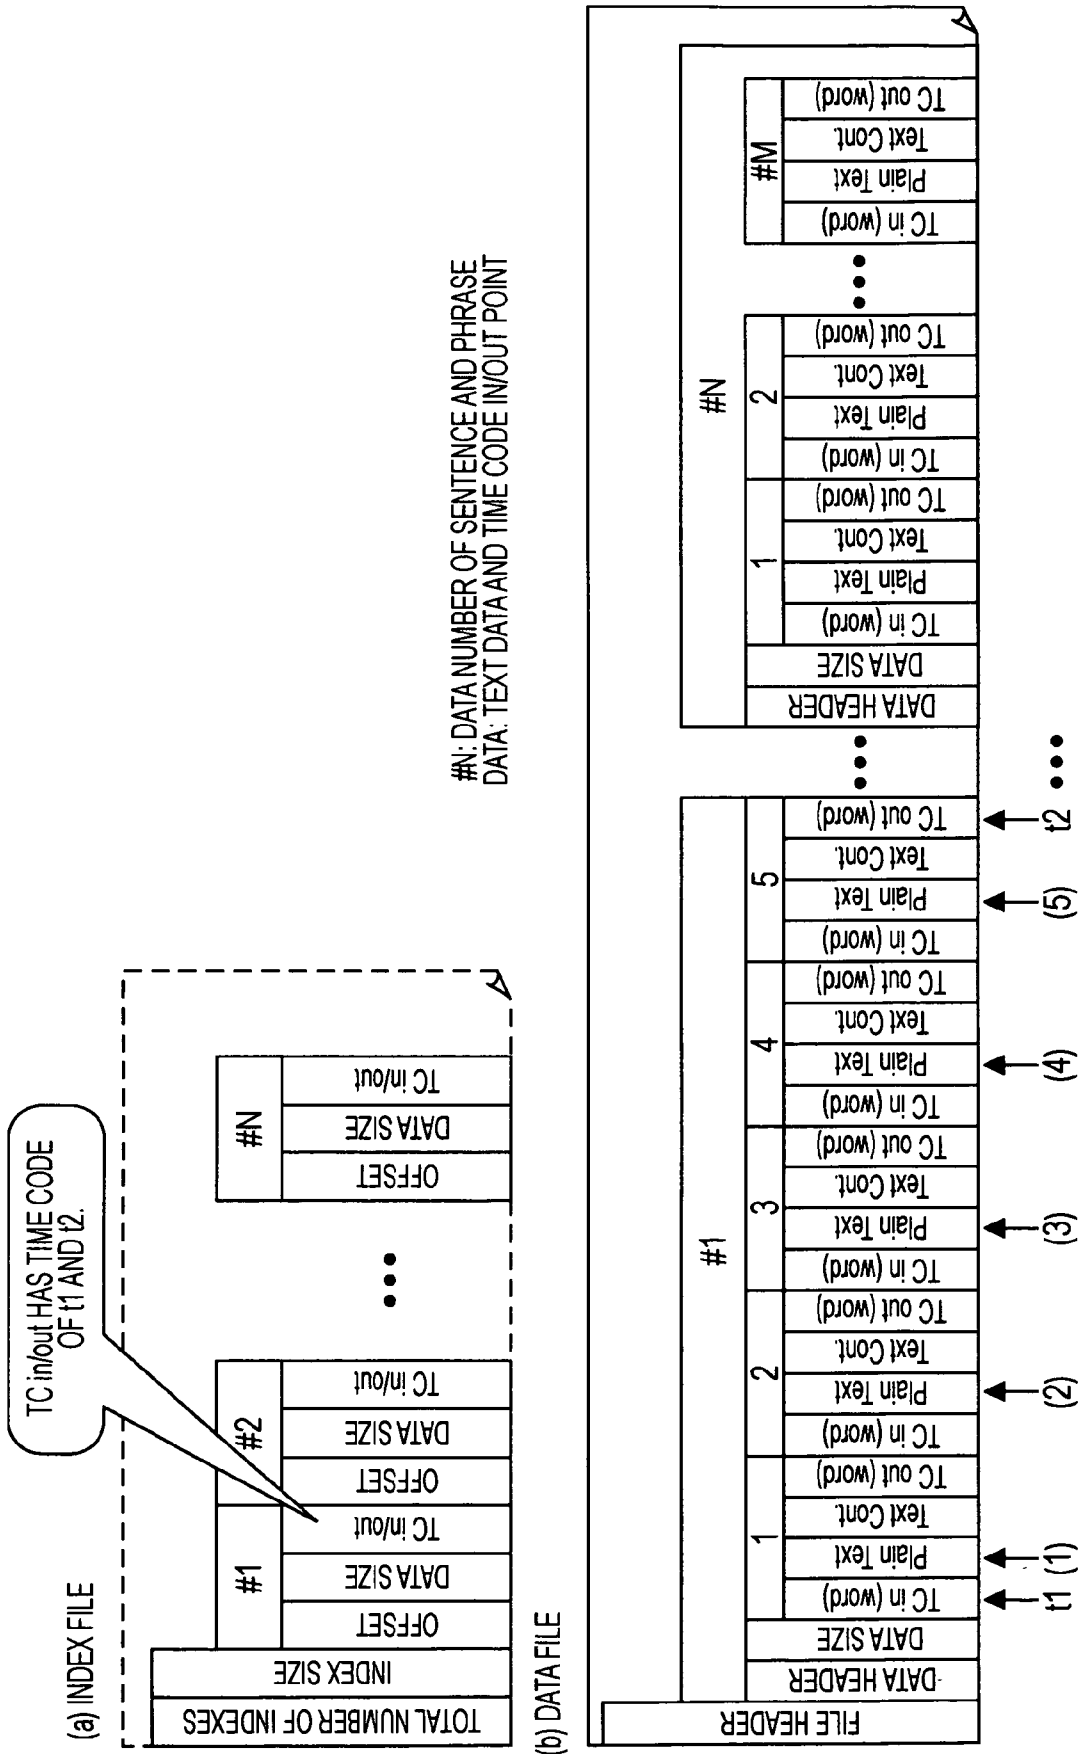 (a) INDEX FILE
TC in/out HAS TIME CODE
OF t1 AND t2.
TOTAL NUMBER OF INDEXES
INDEX SIZE
#1
OFFSET
DATA SIZE
TC in/out
#2
OFFSET
DATA SIZE
TC in/out
•••
#N
OFFSET
DATA SIZE
TC in/out
#N: DATA NUMBER OF SENTENCE AND PHRASE
DATA: TEXT DATA AND TIME CODE IN/OUT POINT
(b) DATA FILE
FILE HEADER
#1
DATA HEADER
DATA SIZE
1
TC in (word)
Plain Text
Text Cont.
TC out (word)
2
TC in (word)
Plain Text
Text Cont.
TC out (word)
3
TC in (word)
Plain Text
Text Cont.
TC out (word)
4
TC in (word)
Plain Text
Text Cont.
TC out (word)
5
TC in (word)
Plain Text
Text Cont.
TC out (word)
•••
#N
DATA HEADER
DATA SIZE
1
TC in (word)
Plain Text
Text Cont.
TC out (word)
2
TC in (word)
Plain Text
Text Cont.
TC out (word)
•••
#M
TC in (word)
Plain Text
Text Cont.
TC out (word)
t1
(1)
(2)
(3)
(4)
(5)
t2
•••